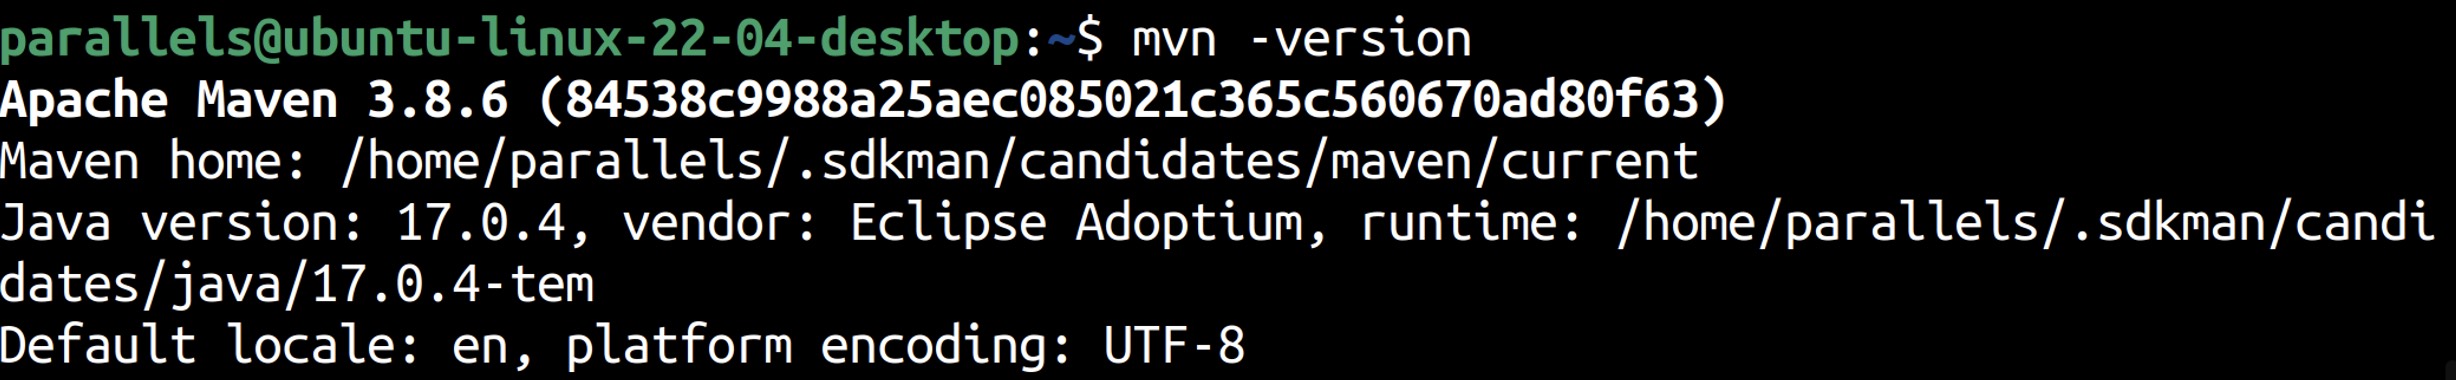 parallels@ubuntu-linux-22-04-desktop:~$ mvn -version
Apache Maven 3.8.6 (84538c9988a25aec085021c365c560670ad80f63)
Maven home: /home/parallels/.sdkman/candidates/maven/current
Java version: 17.0.4, vendor: Eclipse Adoptium, runtime: /home/parallels/.sdkman/candi
dates/java/17.0.4-tem
Default locale: en, platform encoding: UTF-8